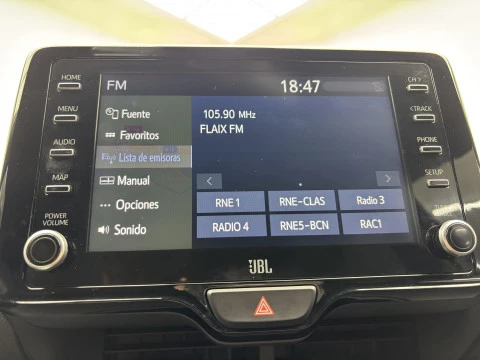 HOME
MENU
AUDIO
MAP
POWER
VOLUME
FM
18:47
Fuente
Favoritos
Lista de emisoras
Manual
Opciones
Sonido
105.90 MHz
FLAIX FM
RNE 1
RNE-CLAS
Radio 3
RADIO 4
RNE5-BCN
RAC1
TRACK
PHONE
SETUP
JBL